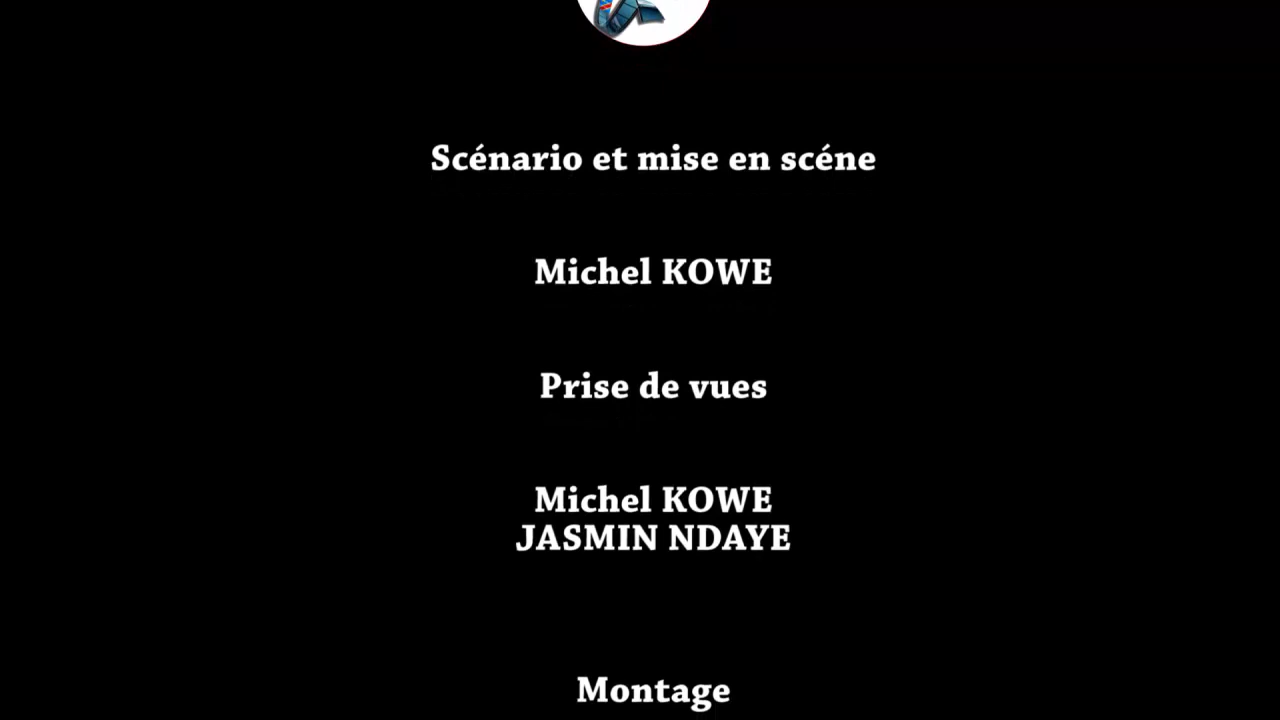 Scénario et mise en scéne
Michel KOWE
Prise de vues
Michel KOWE
JASMIN NDAYE
Montage